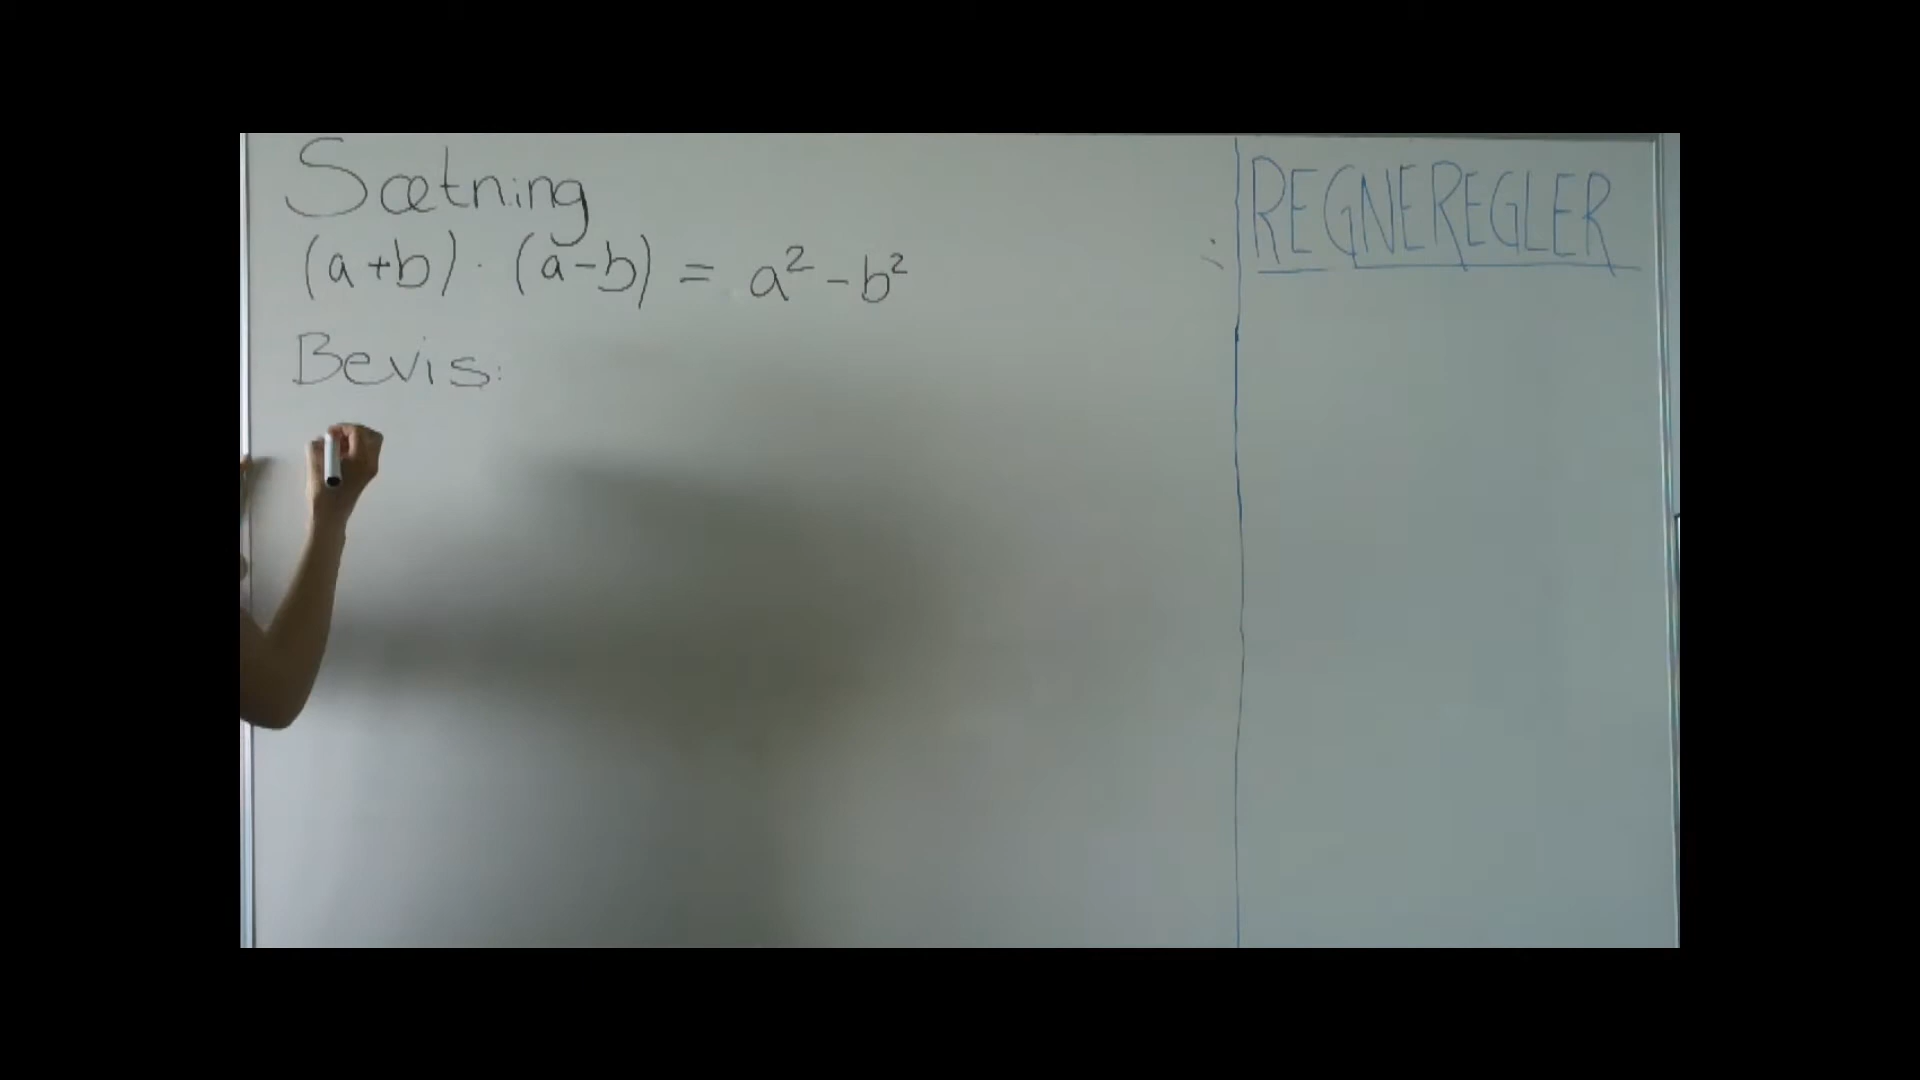 Sætning
(a+b) · (a-b) = a² - b²
Bevis:
REGNEREGLER